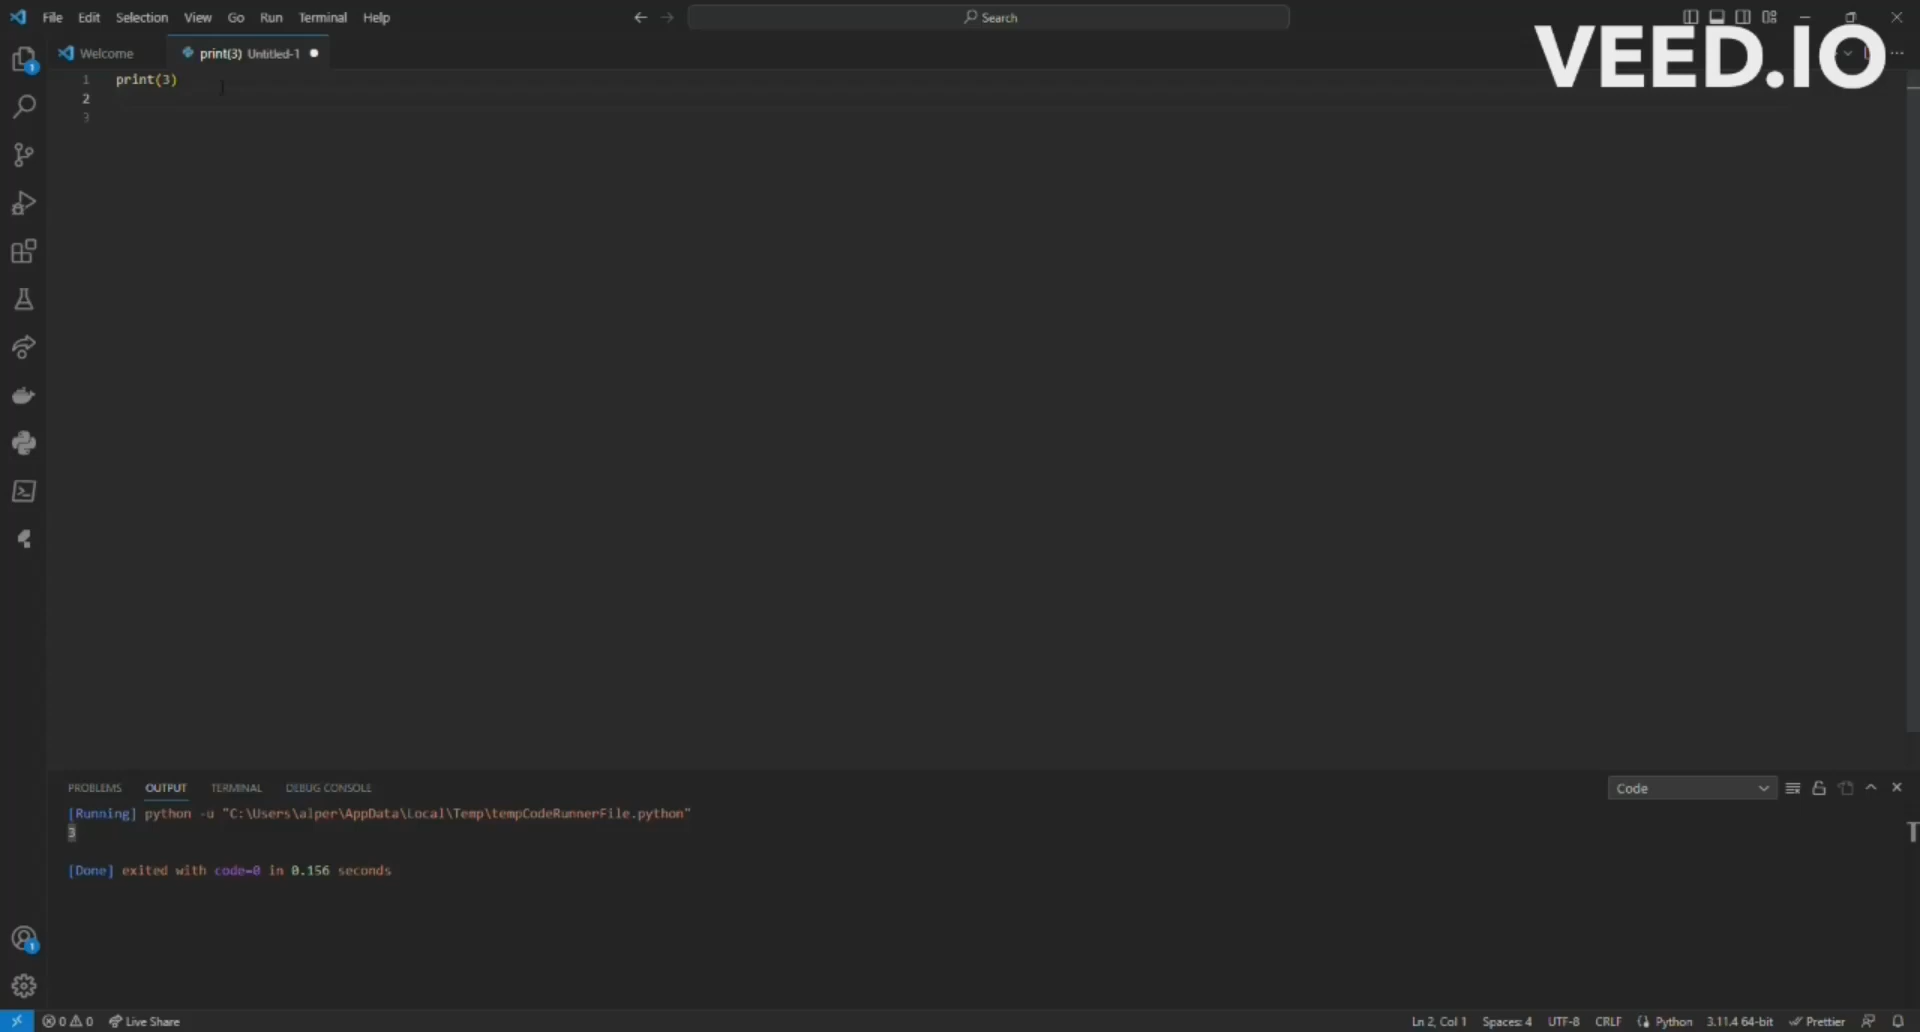 File Edit Selection View Go Run Terminal Help
Search
VEED.IO
Welcome
print(3) Untitled-1
1
1 print(3)
2
3
PROBLEMS OUTPUT TERMINAL DEBUG CONSOLE
Code
[Running] python -u "C:\Users\alper\AppData\Local\Temp\tempCodeRunnerFile.python"
3
[Done] exited with code=0 in 0.156 seconds
T
1
0 0 Live Share
Ln 2, Col 1 Spaces: 4 UTF-8 CRLF Python 3.11.4 64-bit Prettier